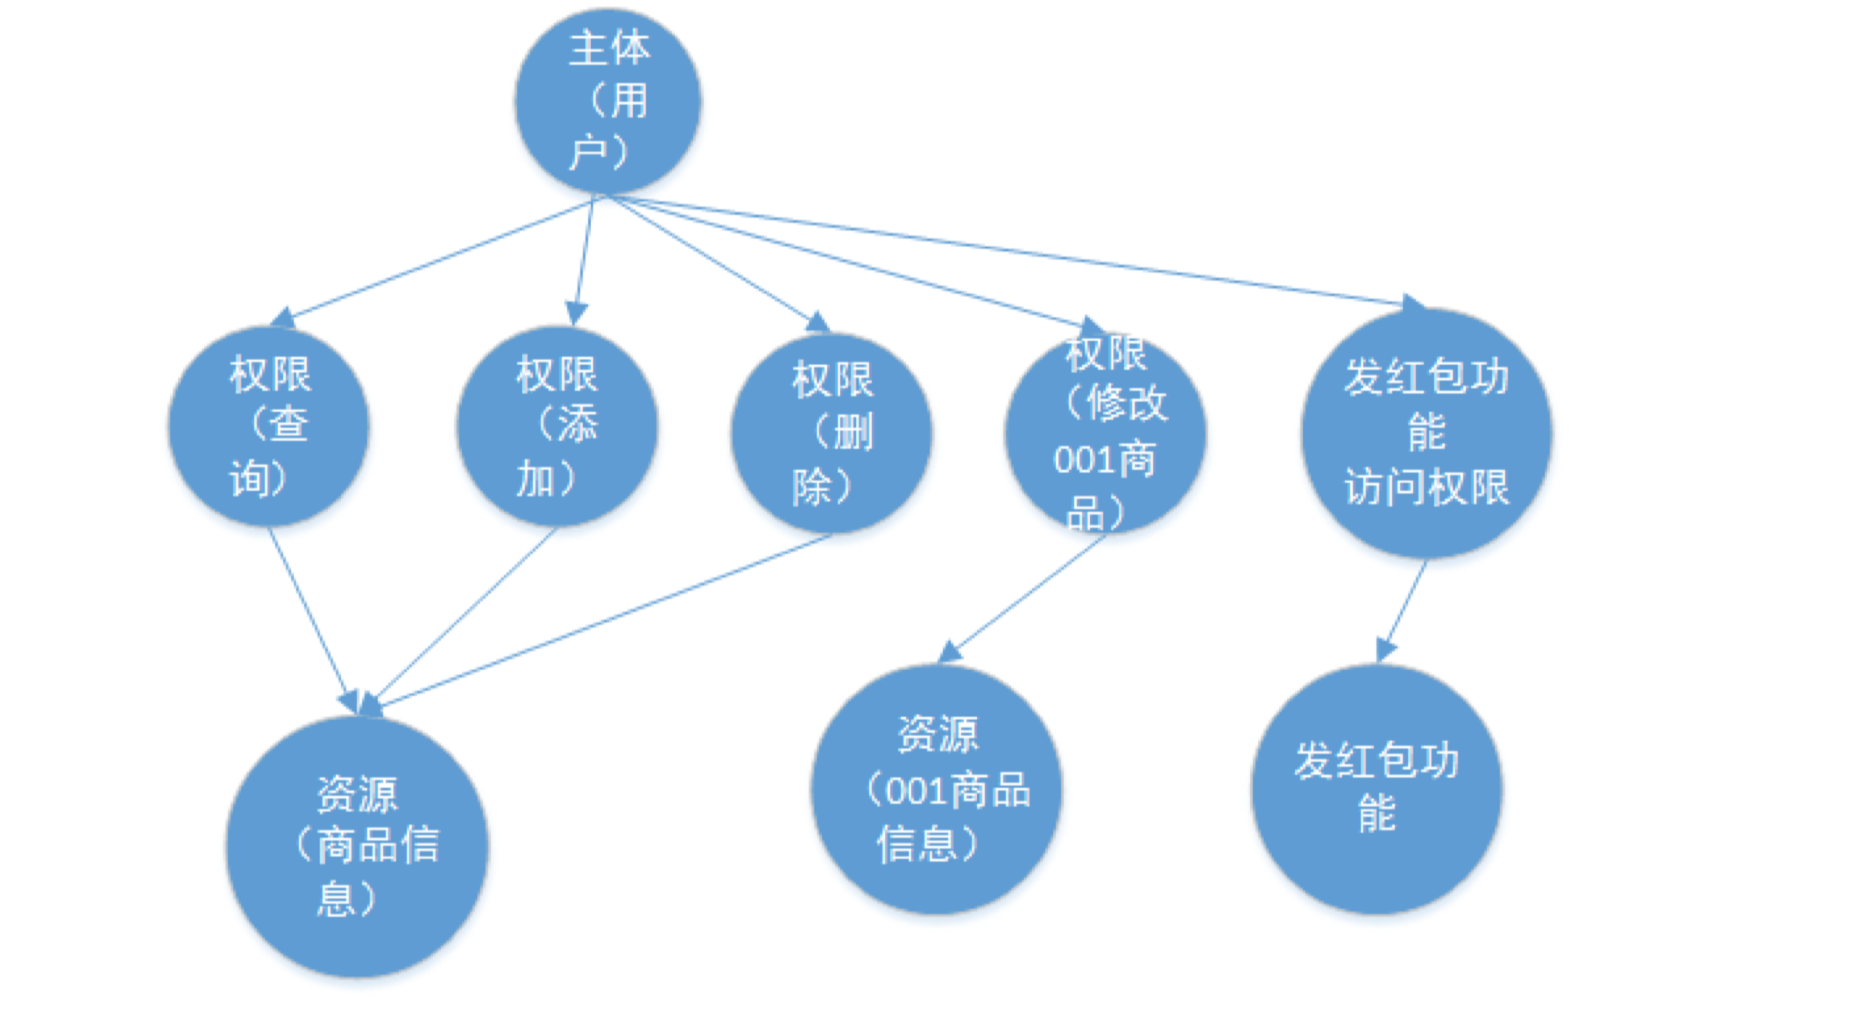 主体
（用
户）
权限
（查
询）
权限
（添
加）
权限
（删
除）
权限
（修改
001商
品）
发红包功
能
访问权限
资源
（商品信
息）
资源
（001商品
信息）
发红包功
能